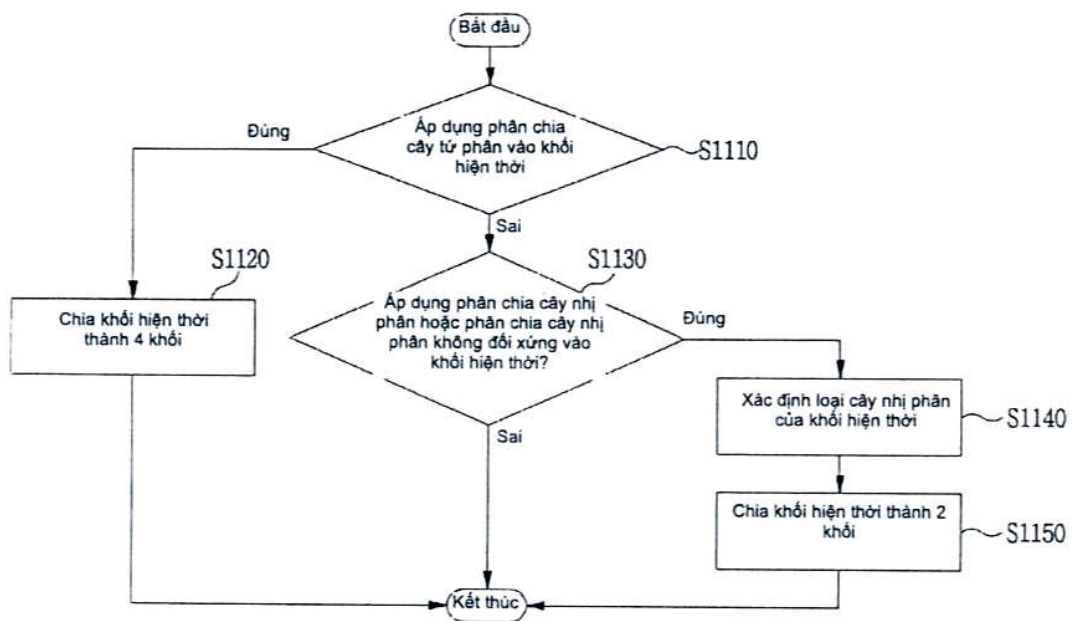 Bắt đầu
Áp dụng phân chia
cây tứ phân vào khối
hiện thời
Đúng
S1110
Sai
S1120
Chia khối hiện thời
thành 4 khối
S1130
Áp dụng phân chia cây nhị
phân hoặc phân chia cây nhị
phân không đối xứng vào
khối hiện thời?
Đúng
Sai
Xác định loại cây nhị phân
của khối hiện thời
S1140
Chia khối hiện thời thành 2
khối
S1150
Kết thúc